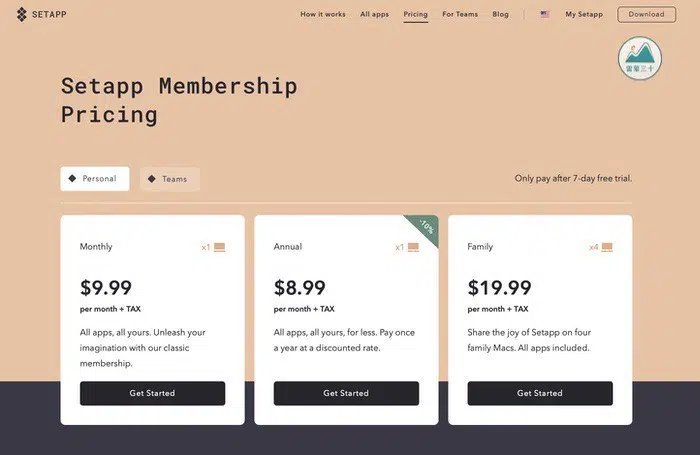 SETAPP
How it works All apps Pricing For Teams Blog My Setapp Download
Setapp Membership
Pricing
Personal Teams
Only pay after 7-day free trial.
Monthly x1
$9.99
per month + TAX
All apps, all yours. Unleash your
imagination with our classic
membership.
Get Started
-10%
Annual x1
$8.99
per month + TAX
All apps, all yours, for less. Pay once
a year at a discounted rate.
Get Started
Family x4
$19.99
per month + TAX
Share the joy of Setapp on four
family Macs. All apps included.
Get Started